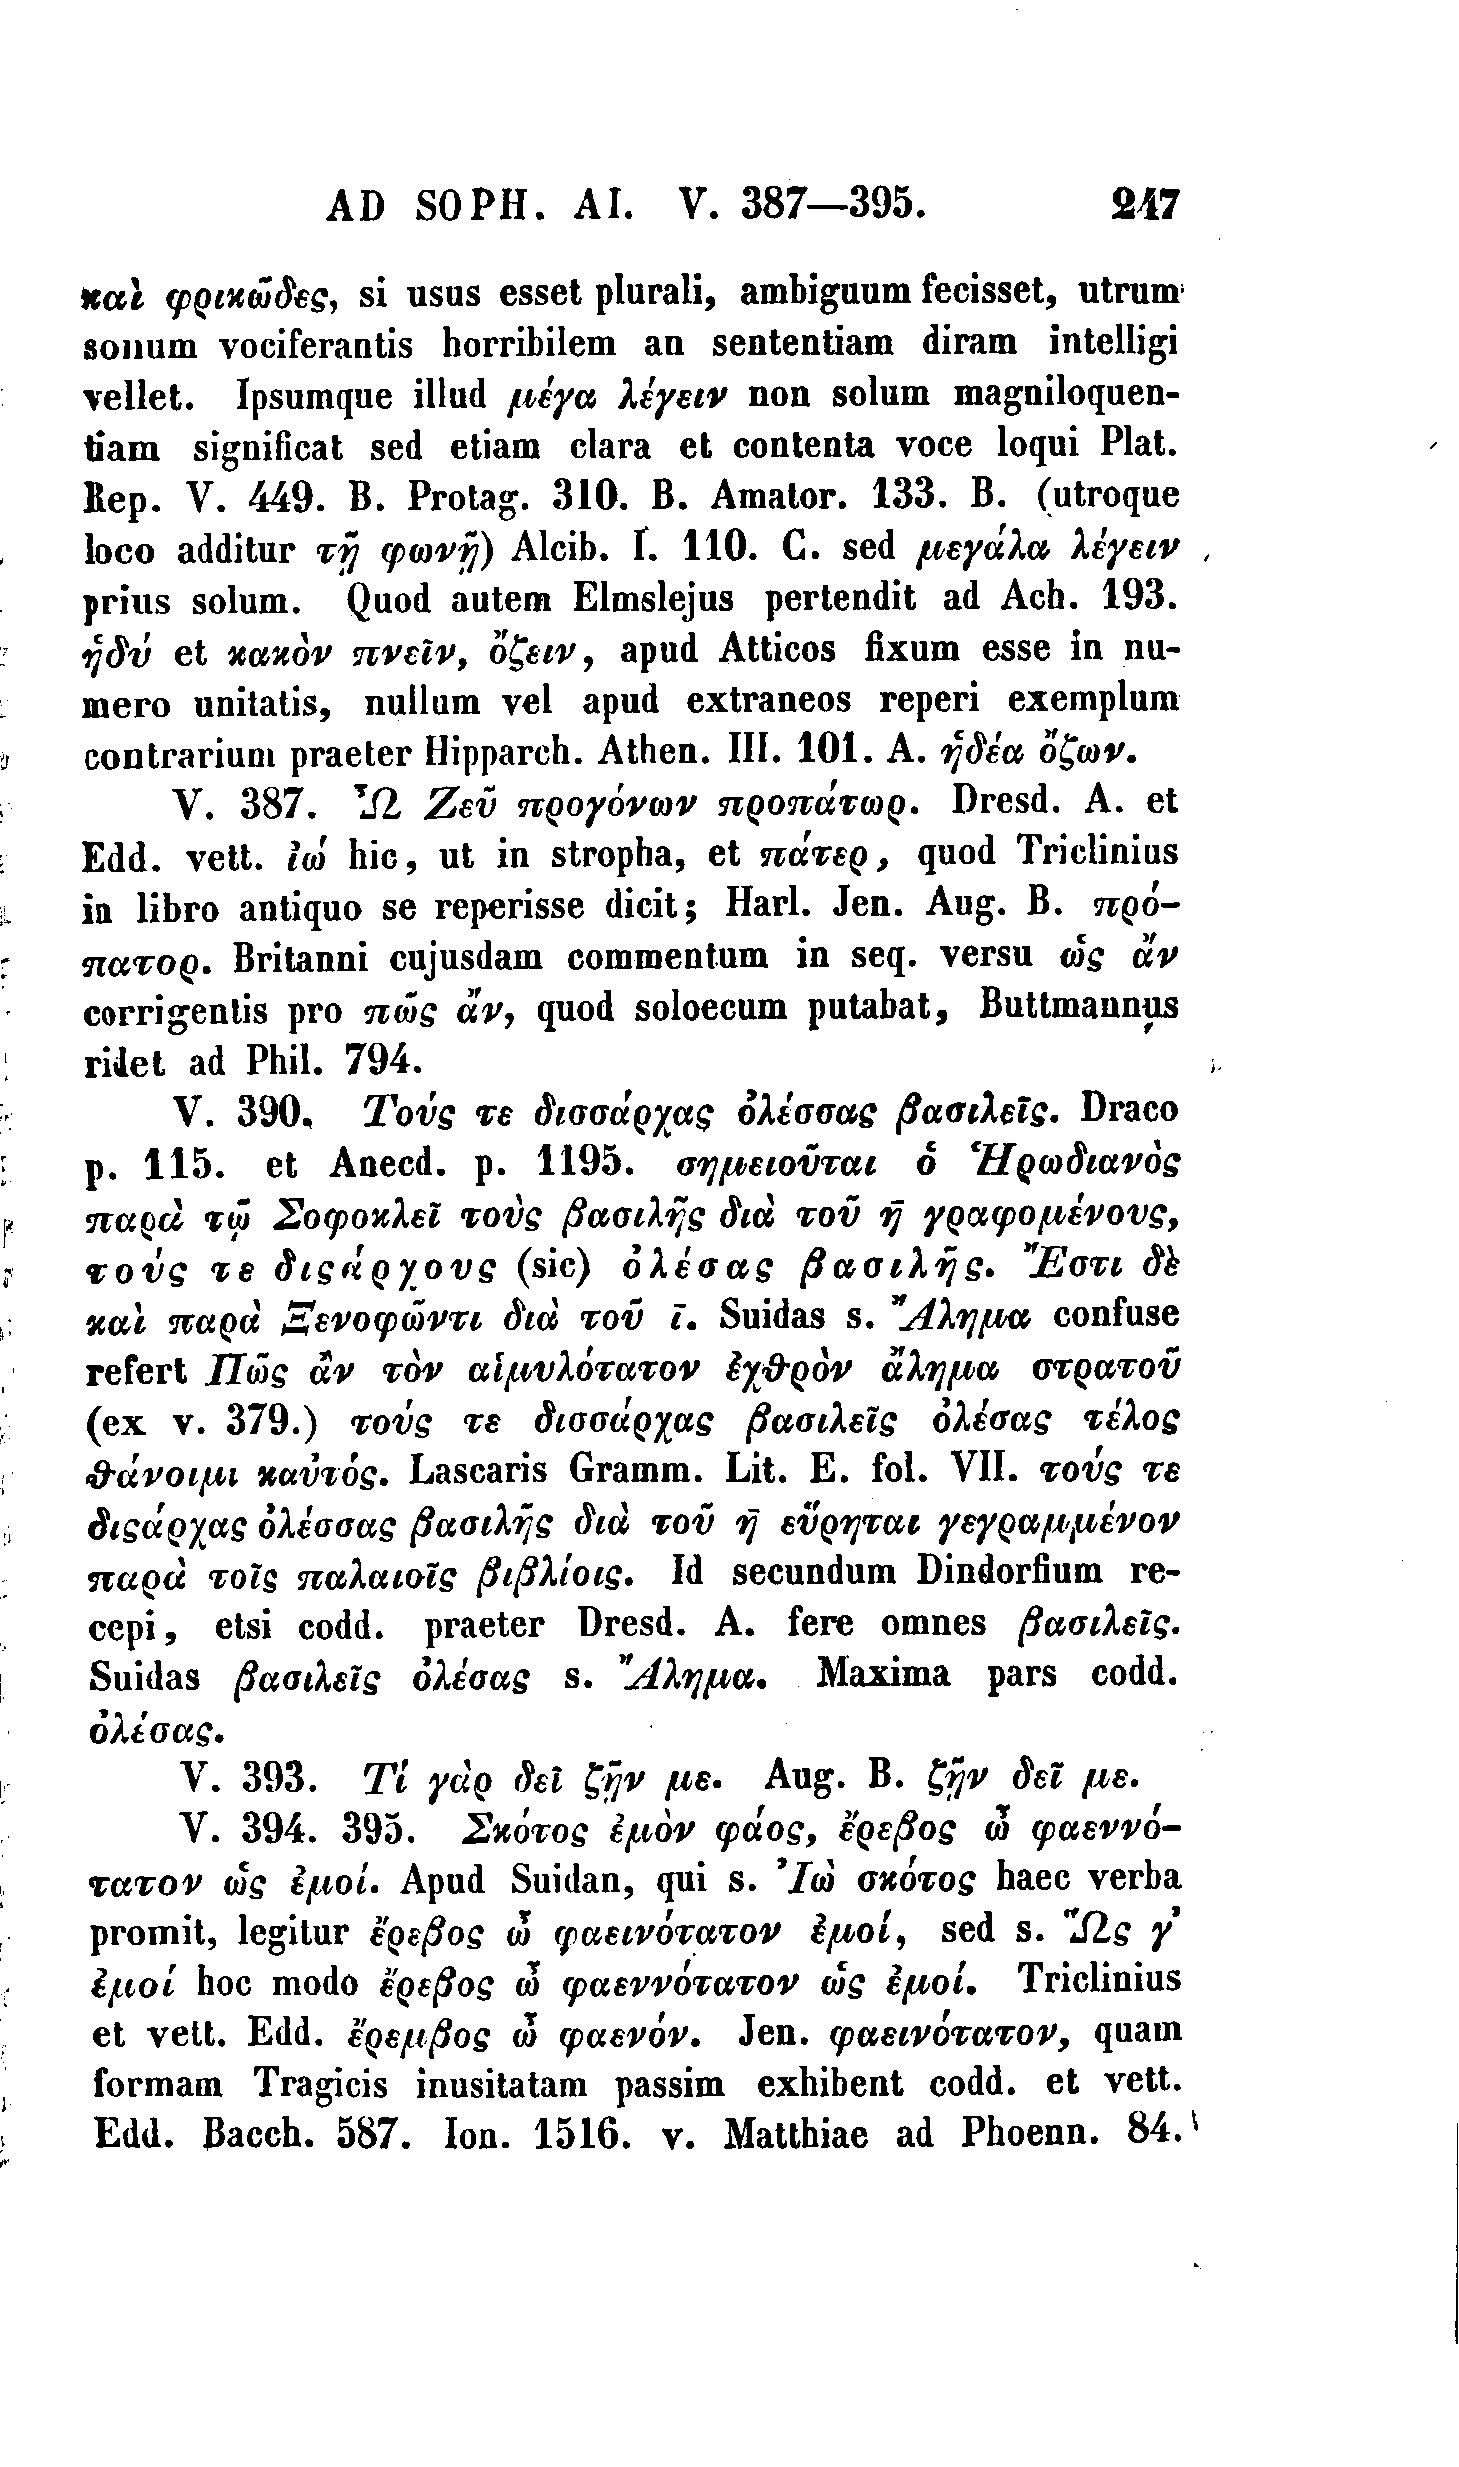 AD SOPH. AI. V. 387—395. 247
καὶ φρικῶδες, si usus esset plurali, ambiguum fecisset, utrum
sonum vociferantis horribilem an sententiam diram intelligi
vellet. Ipsumque illud μέγα λέγειν non solum magniloquen-
tiam significat sed etiam clara et contenta voce loqui Plat.
Rep. V. 449. B. Protag. 310. B. Amator. 133. B. (utroque
loco additur τῇ φωνῇ) Alcib. I. 110. C. sed μεγάλα λέγειν
prius solum. Quod autem Elmslejus pertendit ad Ach. 193.
ἡδύ et κακὸν πνεῖν, ὄζειν, apud Atticos fixum esse in nu-
mero unitatis, nullum vel apud extraneos reperi exemplum
contrarium praeter Hipparch. Athen. III. 101. A. ἡδέα ὄζων.
V. 387. Ὦ Ζεῦ προγόνων προπάτωρ. Dresd. A. et
Edd. vett. ἰώ hic, ut in stropha, et πάτερ, quod Triclinius
in libro antiquo se reperisse dicit; Harl. Jen. Aug. B. πρό-
πατορ. Britanni cujusdam commentum in seq. versu ὡς ἄν
corrigentis pro πῶς ἄν, quod soloecum putabat, Buttmannus
ridet ad Phil. 794.
V. 390. Τούς τε δισσάρχας ὀλέσσας βασιλεῖς. Draco
p. 115. et Anecd. p. 1195. σημειοῦται ὁ Ἡρωδιανὸς
παρὰ τῷ Σοφοκλεῖ τοὺς βασιλῆς διὰ τοῦ η̄ γραφομένους,
τούς τε διςάρχους (sic) ὀλέσας βασιλῆς. Ἔστι δὲ
καὶ παρὰ Ξενοφῶντι διὰ τοῦ ῑ. Suidas s. Ἄλημα confuse
refert Πῶς ἂν τὸν αἱμυλότατον ἐχθρὸν ἄλημα στρατοῦ
(ex v. 379.) τούς τε δισσάρχας βασιλεῖς ὀλέσας τέλος
θάνοιμι καὐτός. Lascaris Gramm. Lit. E. fol. VII. τούς τε
διςάρχας ὀλέσσας βασιλῆς διὰ τοῦ η̄ εὕρηται γεγραμμένον
παρὰ τοῖς παλαιοῖς βιβλίοις. Id secundum Dindorfium re-
cepi, etsi codd. praeter Dresd. A. fere omnes βασιλεῖς.
Suidas βασιλεῖς ὀλέσας s. Ἄλημα. Maxima pars codd.
ὀλέσας.
V. 393. Τί γὰρ δεῖ ζῆν με. Aug. B. ζῆν δεῖ με.
V. 394. 395. Σκότος ἐμὸν φάος, ἔρεβος ὦ φαεννό-
τατον ὡς ἐμοί. Apud Suidan, qui s. Ἰὼ σκότος haec verba
promit, legitur ἔρεβος ὦ φαεινότατον ἐμοί, sed s. Ὥς γ᾽
ἐμοί hoc modo ἔρεβος ὦ φαεννότατον ὡς ἐμοί. Triclinius
et vett. Edd. ἔρεμβος ὦ φαενόν. Jen. φαεινότατον, quam
formam Tragicis inusitatam passim exhibent codd. et vett.
Edd. Bacch. 587. Ion. 1516. v. Matthiae ad Phoenn. 84.